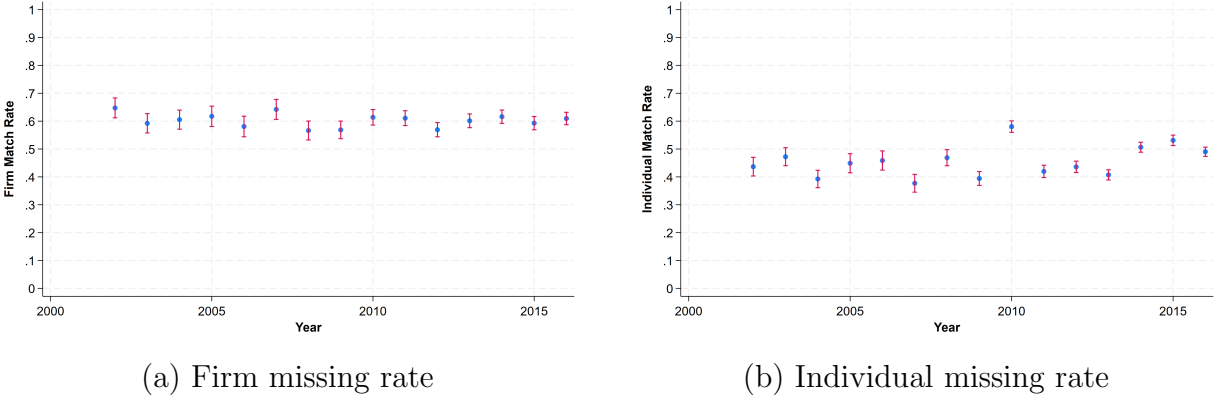 1
.9
.8
.7
.6
.5
.4
.3
.2
.1
0
Firm Match Rate
2000 2005 2010 2015
Year
(a) Firm missing rate
1
.9
.8
.7
.6
.5
.4
.3
.2
.1
0
Individual Match Rate
2000 2005 2010 2015
Year
(b) Individual missing rate